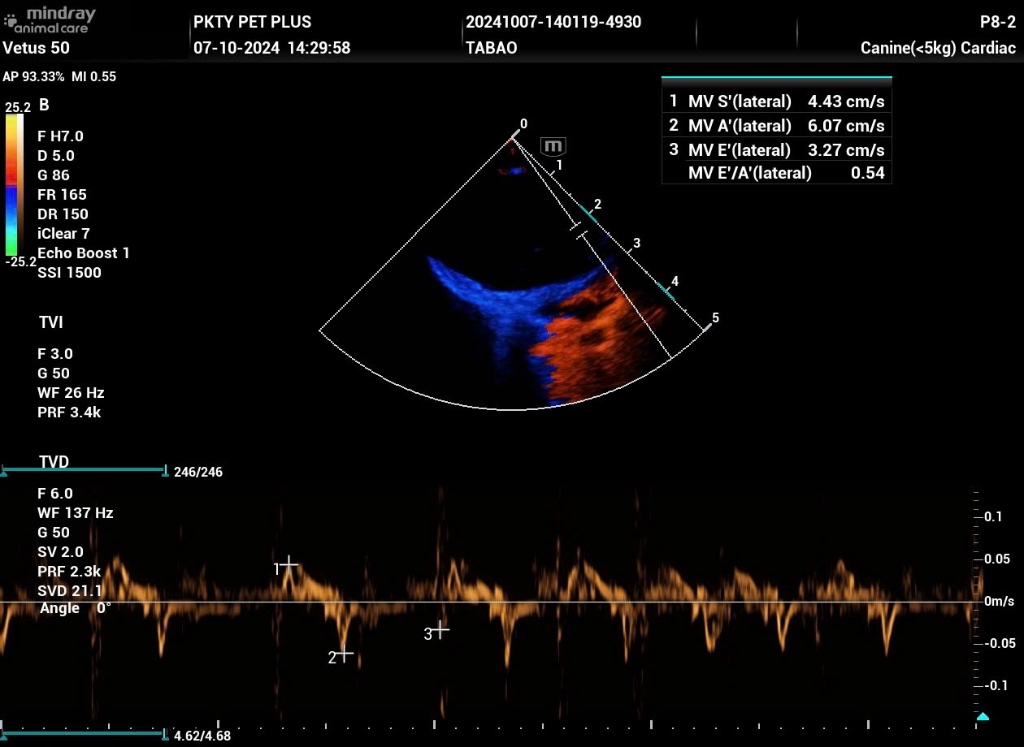 mindray
animal care
PKTY PET PLUS
20241007-140119-4930
P8-2
Vetus 50
07-10-2024 14:29:58
TABAO
Canine(<5kg) Cardiac
AP 93.33% MI 0.55
25.2
B
F H7.0
D 5.0
G 86
FR 165
DR 150
iClear 7
Echo Boost 1
-25.2
SSI 1500
TVI
F 3.0
G 50
WF 26 Hz
PRF 3.4k
TVD
246/246
F 6.0
WF 137 Hz
G 50
SV 2.0
PRF 2.3k
SVD 21.1
Angle 0°
4.62/4.68
0
m
1
2
3
4
5
1 MV S'(lateral) 4.43 cm/s
2 MV A'(lateral) 6.07 cm/s
3 MV E'(lateral) 3.27 cm/s
MV E'/A'(lateral) 0.54
1
2
3
0.1
0.05
0m/s
-0.05
-0.1